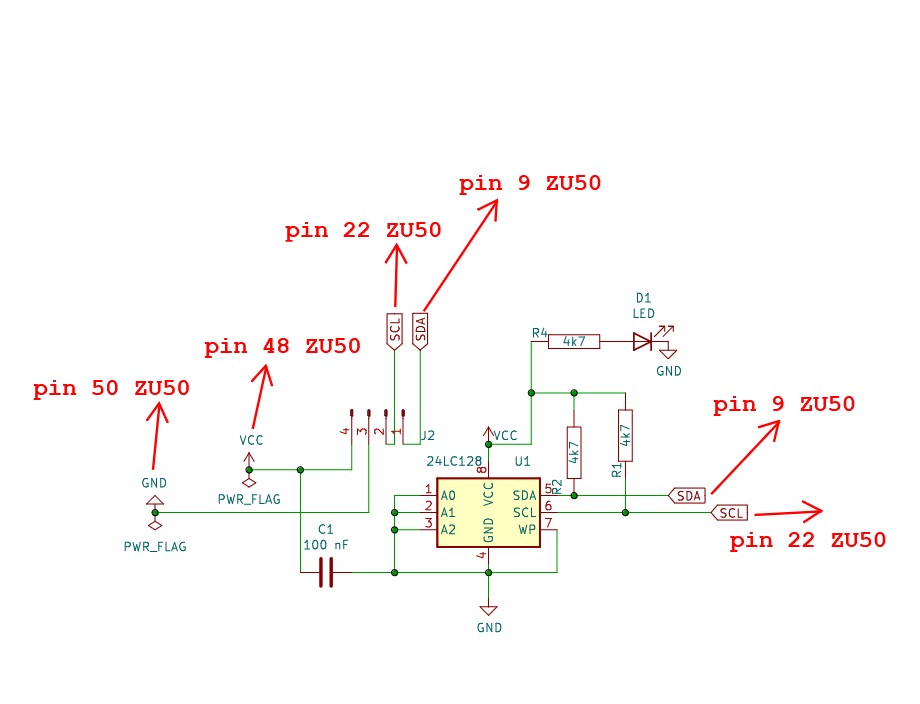 pin 9 ZU50
pin 22 ZU50
D1
LED
SCL
SDA
R4
4k7
GND
pin 48 ZU50
pin 50 ZU50
pin 9 ZU50
VCC
4
3
2
1
J2
VCC
4k7
4k7
R1
24LC128
U1
8
GND
PWR_FLAG
1
A0
VCC
SDA
5
R2
SDA
2
A1
SCL
6
SCL
3
A2
GND
WP
7
C1
100 nF
PWR_FLAG
4
pin 22 ZU50
GND